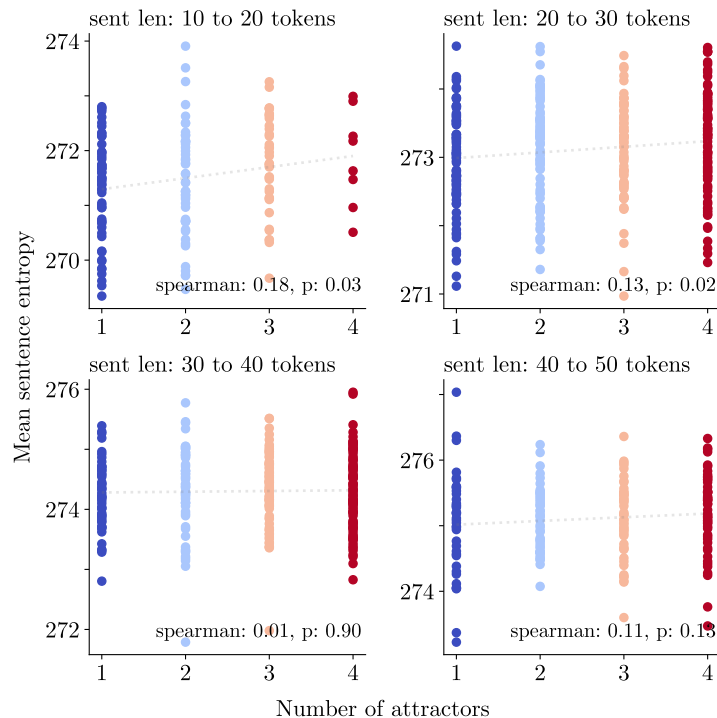 sent len: 10 to 20 tokens
274
272
270
spearman: 0.18, p: 0.03
1 2 3 4
sent len: 20 to 30 tokens
273
271
spearman: 0.13, p: 0.02
1 2 3 4
Mean sentence entropy
sent len: 30 to 40 tokens
276
274
272
spearman: 0.01, p: 0.90
1 2 3 4
sent len: 40 to 50 tokens
276
274
spearman: 0.11, p: 0.13
1 2 3 4
Number of attractors